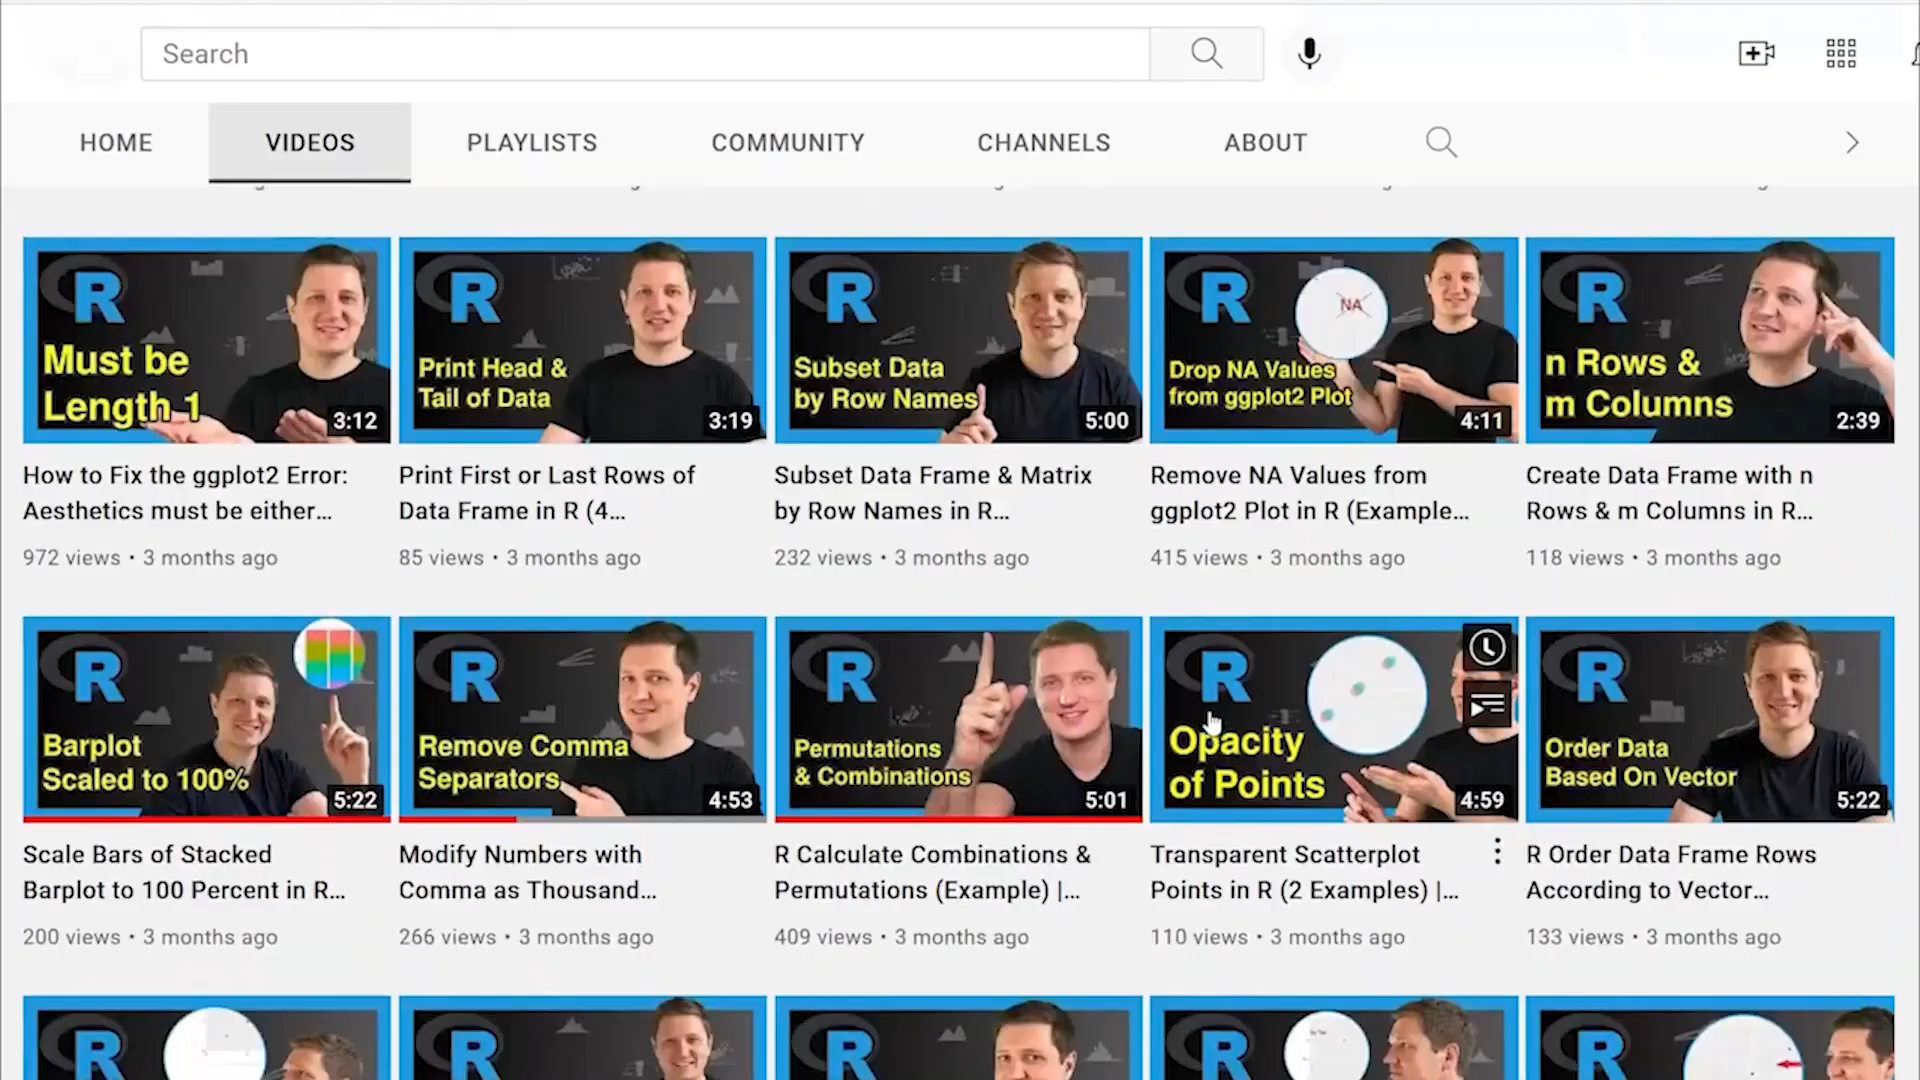 Search
HOME
VIDEOS
PLAYLISTS
COMMUNITY
CHANNELS
ABOUT
R
Must be
Length 1
3:12
R
Print Head &
Tail of Data
3:19
R
Subset Data
by Row Names
5:00
R
NA
Drop NA Values
from ggplot2 Plot
4:11
R
n Rows &
m Columns
2:39
How to Fix the ggplot2 Error:
Aesthetics must be either...
972 views • 3 months ago
Print First or Last Rows of
Data Frame in R (4...
85 views • 3 months ago
Subset Data Frame & Matrix
by Row Names in R...
232 views • 3 months ago
Remove NA Values from
ggplot2 Plot in R (Example...
415 views • 3 months ago
Create Data Frame with n
Rows & m Columns in R...
118 views • 3 months ago
R
Barplot
Scaled to 100%
5:22
R
Remove Comma
Separators
4:53
R
Permutations
& Combinations
5:01
R
Opacity
of Points
4:59
R
Order Data
Based On Vector
5:22
Scale Bars of Stacked
Barplot to 100 Percent in R...
200 views • 3 months ago
Modify Numbers with
Comma as Thousand...
266 views • 3 months ago
R Calculate Combinations &
Permutations (Example) |...
409 views • 3 months ago
Transparent Scatterplot
Points in R (2 Examples) |...
110 views • 3 months ago
R Order Data Frame Rows
According to Vector...
133 views • 3 months ago
R
R
R
R
R